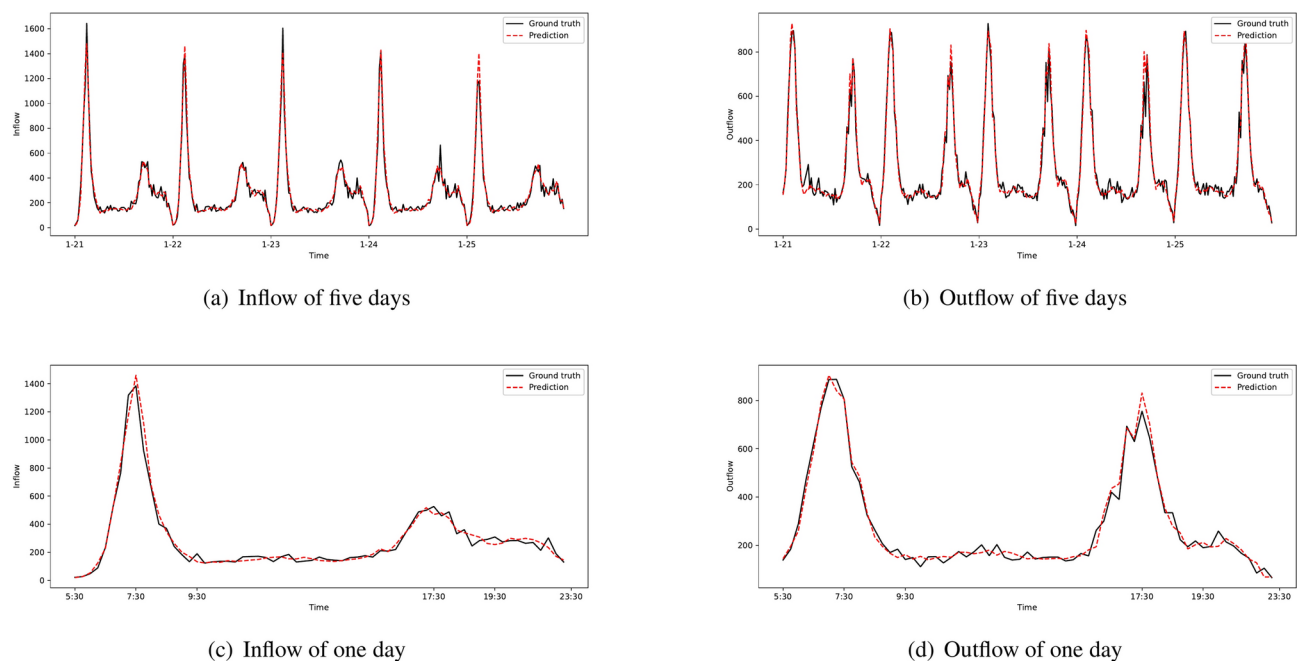 1600
1400
1200
1000
800
600
400
200
0
Inflow
Ground truth
Prediction
1-21
1-22
1-23
1-24
1-25
Time
(a) Inflow of five days
800
600
400
200
0
Outflow
Ground truth
Prediction
1-21
1-22
1-23
1-24
1-25
Time
(b) Outflow of five days
1400
1200
1000
800
600
400
200
0
Inflow
Ground truth
Prediction
5:30
7:30
9:30
17:30
19:30
23:30
Time
(c) Inflow of one day
800
600
400
200
Outflow
Ground truth
Prediction
5:30
7:30
9:30
17:30
19:30
23:30
Time
(d) Outflow of one day